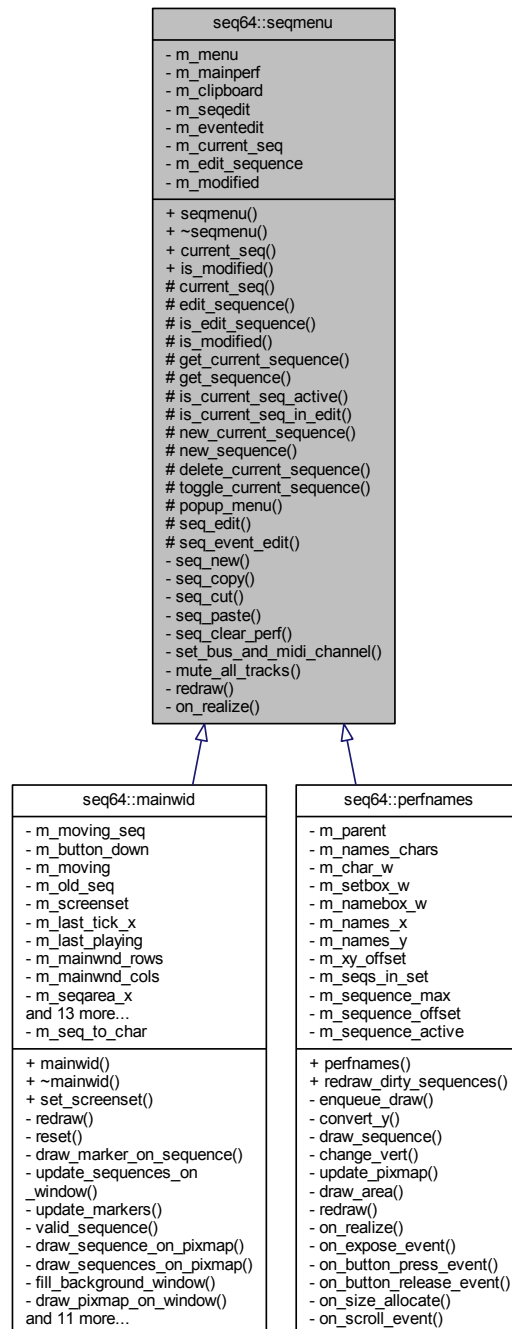 seq64::seqmenu
- m_menu
- m_mainperf
- m_clipboard
- m_seqedit
- m_eventedit
- m_current_seq
- m_edit_sequence
- m_modified
+ seqmenu()
+ ~seqmenu()
+ current_seq()
+ is_modified()
# current_seq()
# edit_sequence()
# is_edit_sequence()
# is_modified()
# get_current_sequence()
# get_sequence()
# is_current_seq_active()
# is_current_seq_in_edit()
# new_current_sequence()
# new_sequence()
# delete_current_sequence()
# toggle_current_sequence()
# popup_menu()
# seq_edit()
# seq_event_edit()
- seq_new()
- seq_copy()
- seq_cut()
- seq_paste()
- seq_clear_perf()
- set_bus_and_midi_channel()
- mute_all_tracks()
- redraw()
- on_realize()
seq64::mainwid
- m_moving_seq
- m_button_down
- m_moving
- m_old_seq
- m_screenset
- m_last_tick_x
- m_last_playing
- m_mainwnd_rows
- m_mainwnd_cols
- m_seqarea_x
and 13 more...
- m_seq_to_char
+ mainwid()
+ ~mainwid()
+ set_screenset()
- redraw()
- reset()
- draw_marker_on_sequence()
- update_sequences_on
_window()
- update_markers()
- valid_sequence()
- draw_sequence_on_pixmap()
- draw_sequences_on_pixmap()
- fill_background_window()
- draw_pixmap_on_window()
and 11 more...
seq64::perfnames
- m_parent
- m_names_chars
- m_char_w
- m_setbox_w
- m_namebox_w
- m_names_x
- m_names_y
- m_xy_offset
- m_seqs_in_set
- m_sequence_max
- m_sequence_offset
- m_sequence_active
+ perfnames()
+ redraw_dirty_sequences()
- enqueue_draw()
- convert_y()
- draw_sequence()
- change_vert()
- update_pixmap()
- draw_area()
- redraw()
- on_realize()
- on_expose_event()
- on_button_press_event()
- on_button_release_event()
- on_size_allocate()
- on_scroll_event()